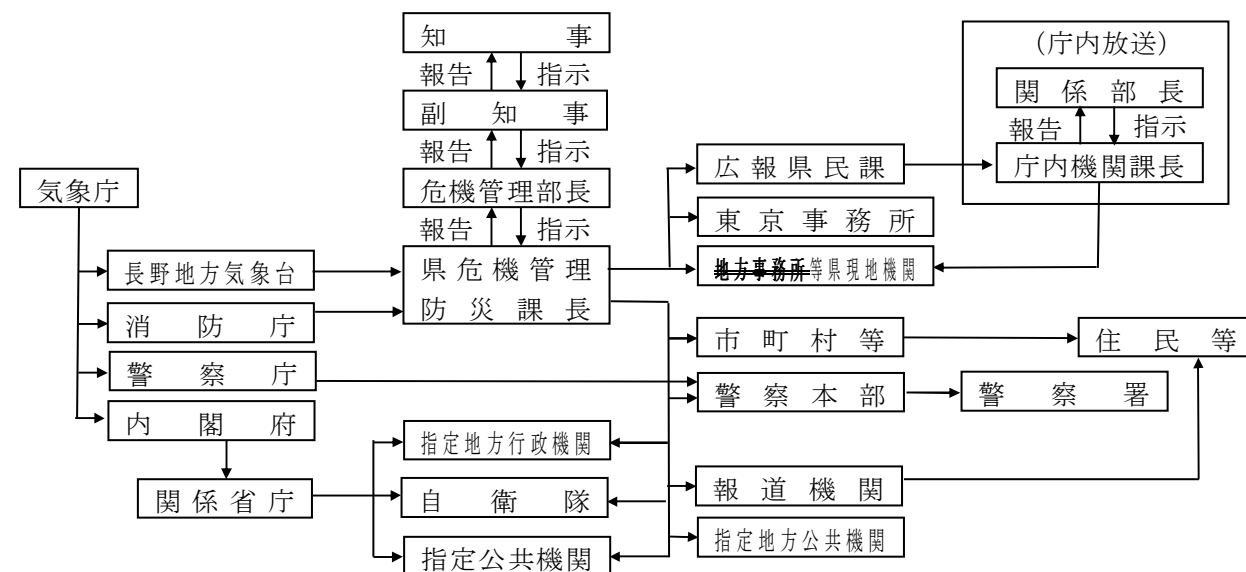 知事
(庁内放送)
報告 指示
関係部長
副知事
報告 指示
報告 指示
広報県民課
庁内機関課長
気象庁
危機管理部長
東京事務所
報告 指示
長野地方気象台
県危機管理
防災課長
地方事務所等県現地機関
消防庁
市町村等
住民等
警察庁
警察本部
警察署
内閣府
指定地方行政機関
関係省庁
自衛隊
報道機関
指定公共機関
指定地方公共機関